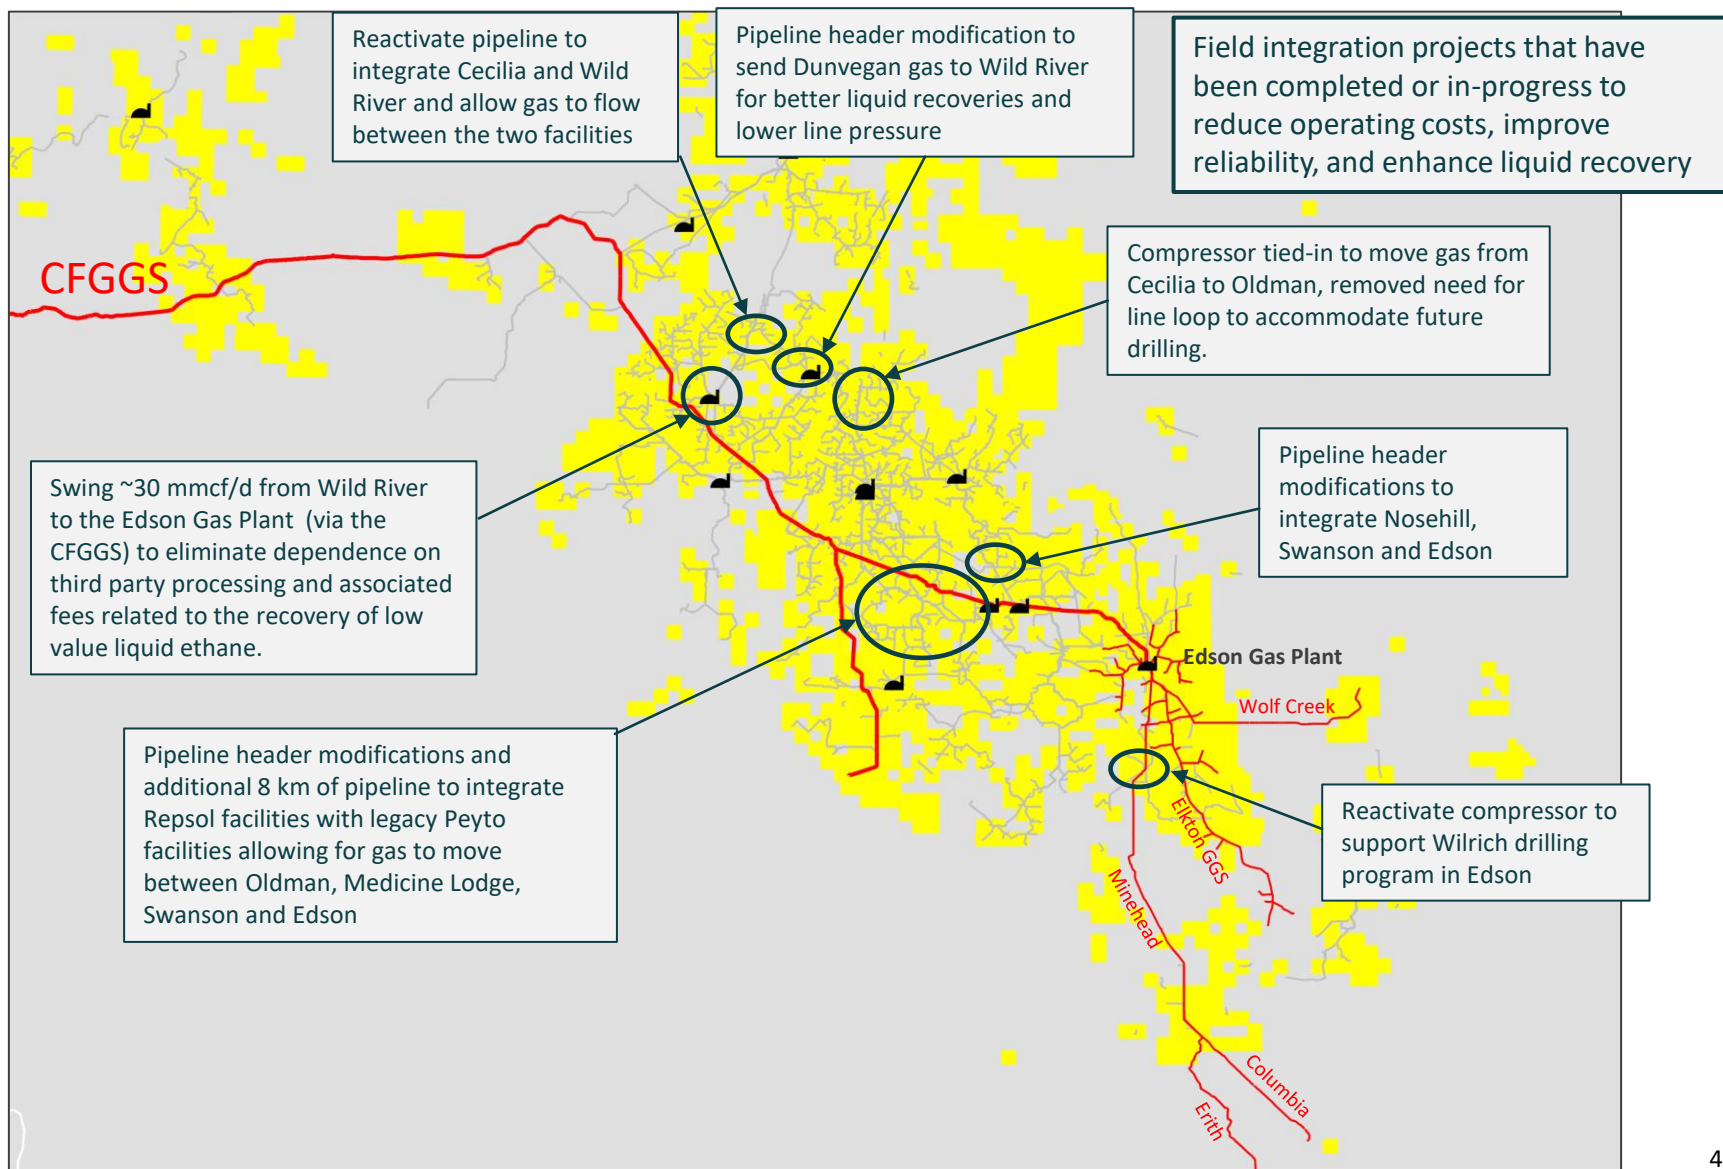 Reactivate pipeline to
integrate Cecilia and Wild
River and allow gas to flow
between the two facilities
Pipeline header modification to
send Dunvegan gas to Wild River
for better liquid recoveries and
lower line pressure
Field integration projects that have
been completed or in-progress to
reduce operating costs, improve
reliability, and enhance liquid recovery
CFGGS
Compressor tied-in to move gas from
Cecilia to Oldman, removed need for
line loop to accommodate future
drilling.
Swing ~30 mmcf/d from Wild River
to the Edson Gas Plant (via the
CFGGS) to eliminate dependence on
third party processing and associated
fees related to the recovery of low
value liquid ethane.
Pipeline header
modifications to
integrate Nosehill,
Swanson and Edson
Edson Gas Plant
Wolf Creek
Pipeline header modifications and
additional 8 km of pipeline to integrate
Repsol facilities with legacy Peyto
facilities allowing for gas to move
between Oldman, Medicine Lodge,
Swanson and Edson
Elkton GGS
Reactivate compressor to
support Wilrich drilling
program in Edson
Minehead
Columbia
Erith
4